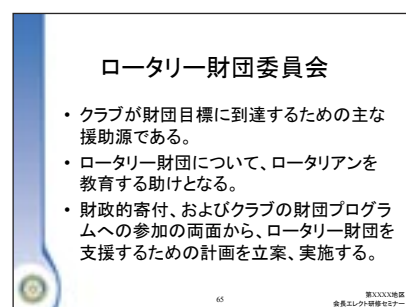 ロータリー財団委員会
• クラブが財団目標に到達するための主な
援助源である。
• ロータリー財団について、ロータリアンを
教育する助けとなる。
• 財政的寄付、およびクラブの財団プログラ
ムへの参加の両面から、ロータリー財団を
支援するための計画を立案、実施する。
65
第XXXX地区
会長エレクト研修セミナー